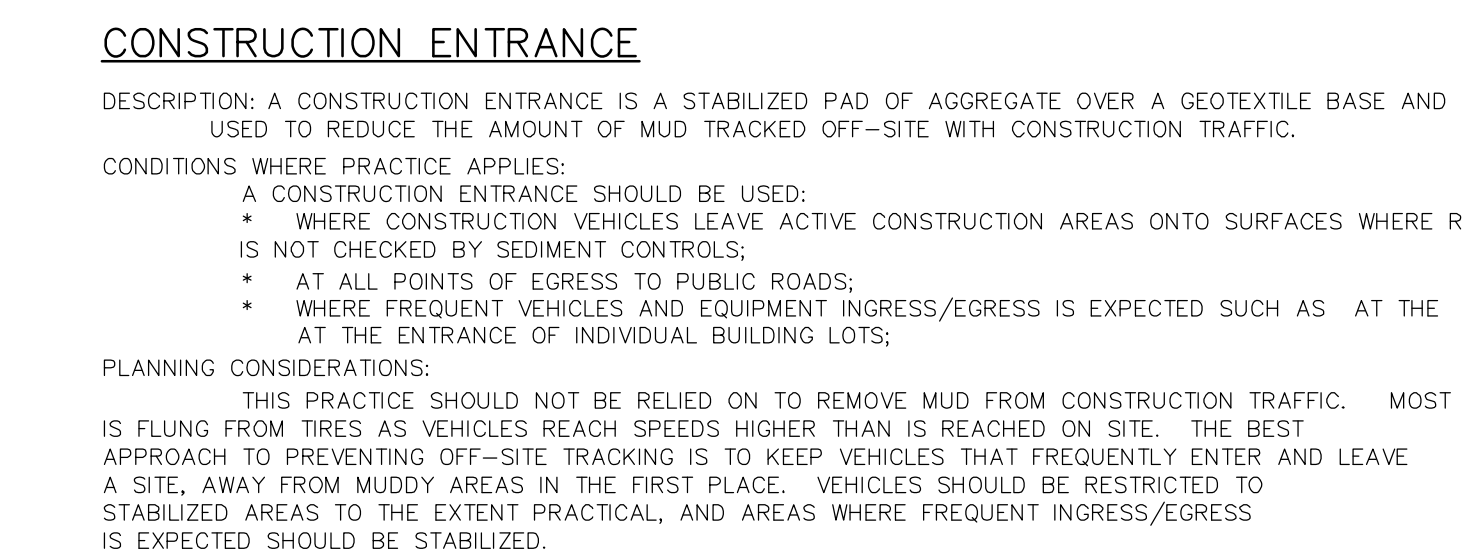 CONSTRUCTION ENTRANCE
DESCRIPTION: A CONSTRUCTION ENTRANCE IS A STABILIZED PAD OF AGGREGATE OVER A GEOTEXTILE BASE AND
USED TO REDUCE THE AMOUNT OF MUD TRACKED OFF-SITE WITH CONSTRUCTION TRAFFIC.
CONDITIONS WHERE PRACTICE APPLIES:
A CONSTRUCTION ENTRANCE SHOULD BE USED:
* WHERE CONSTRUCTION VEHICLES LEAVE ACTIVE CONSTRUCTION AREAS ONTO SURFACES WHERE
IS NOT CHECKED BY SEDIMENT CONTROLS;
* AT ALL POINTS OF EGRESS TO PUBLIC ROADS;
* WHERE FREQUENT VEHICLES AND EQUIPMENT INGRESS/EGRESS IS EXPECTED SUCH AS AT THE
AT THE ENTRANCE OF INDIVIDUAL BUILDING LOTS;
PLANNING CONSIDERATIONS:
THIS PRACTICE SHOULD NOT BE RELIED ON TO REMOVE MUD FROM CONSTRUCTION TRAFFIC. MOST
IS FLUNG FROM TIRES AS VEHICLES REACH SPEEDS HIGHER THAN IS REACHED ON SITE. THE BEST
APPROACH TO PREVENTING OFF-SITE TRACKING IS TO KEEP VEHICLES THAT FREQUENTLY ENTER AND LEAVE
A SITE, AWAY FROM MUDDY AREAS IN THE FIRST PLACE. VEHICLES SHOULD BE RESTRICTED TO
STABILIZED AREAS TO THE EXTENT PRACTICAL, AND AREAS WHERE FREQUENT INGRESS/EGRESS
IS EXPECTED SHOULD BE STABILIZED.